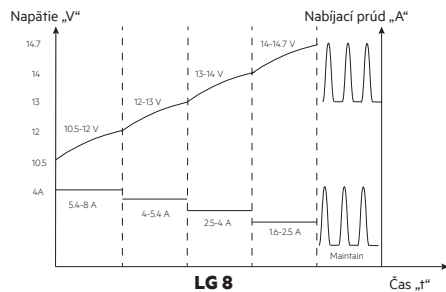 Napätie „V“
Nabíjací prúd „A“
14.7
14
13
12
10.5
4A
10.5-12 V
12-13 V
13-14 V
14-14.7 V
5.4-8 A
4-5.4 A
2.5-4 A
1.6-2.5 A
Maintain
LG 8
Čas „t“